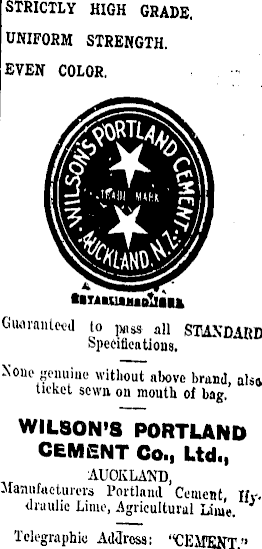 STRICTLY HIGH GRADE.
UNIFORM STRENGTH.
EVEN COLOR.
WILSON'S PORTLAND CEMENT
TRADE MARK
AUCKLAND, N.Z.
ESTABLISHED
Guaranteed to pass all STANDARD
Specifications.
None genuine without above brand, also
ticket sewn on mouth of bag.
WILSON'S PORTLAND
CEMENT Co., Ltd.,
AUCKLAND,
Manufacturers Portland Cement, Hy-
draulic Lime, Agricultural Lime.
Telegraphic Address: "CEMENT."